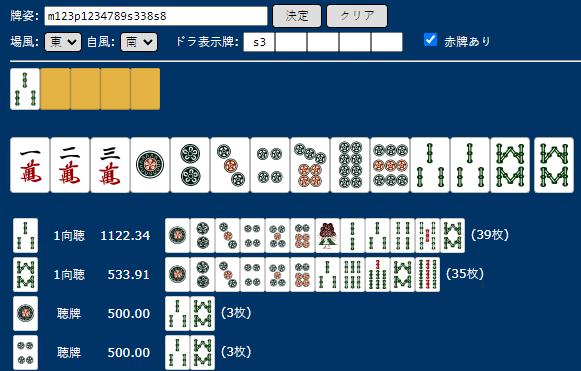 牌姿: m123p1234789s338s8 決定 クリア
場風: 東 自風: 南 ドラ表示牌: s3 赤牌あり
一萬 二萬 三萬
1向聴 1122.34 (39枚)
1向聴 533.91 (35枚)
聴牌 500.00 (3枚)
聴牌 500.00 (3枚)